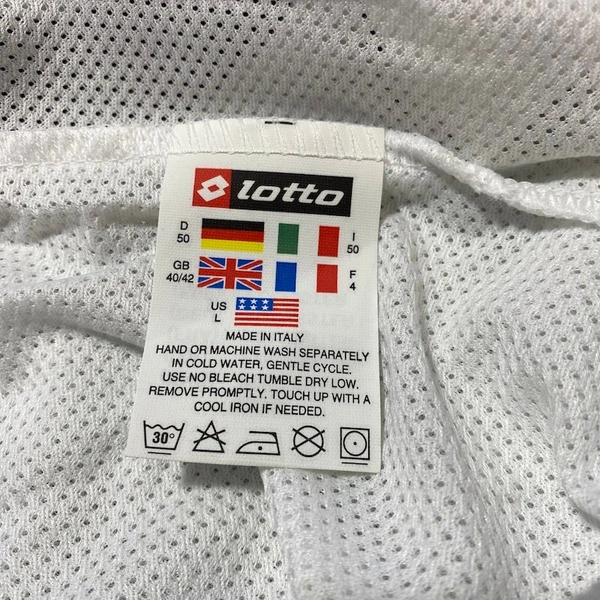 lotto
D 50 I 50
GB 40/42 F 4
US L
MADE IN ITALY
HAND OR MACHINE WASH SEPARATELY
IN COLD WATER, GENTLE CYCLE.
USE NO BLEACH TUMBLE DRY LOW.
REMOVE PROMPTLY. TOUCH UP WITH A
COOL IRON IF NEEDED.
30°